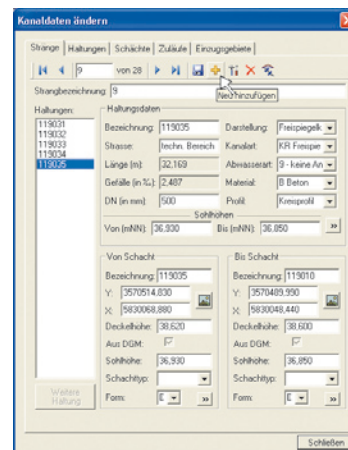 Kanaldaten ändern
Stränge Haltungen Schächte Zuläufe Einzugsgebiete
9 von 28
Strangbezeichnung: 9
Neu hinzufügen
Haltungen:
119031
119032
119033
119034
119035
Haltungsdaten
Bezeichnung: 119035 Darstellung: Freispiegelk
Strasse: techn. Bereich Kanalart: KR Freispie
Länge [m]: 32,169 Abwasserart: 9 - keine An
Gefälle (in ‰): 2,487 Material: B Beton
DN (in mm): 500 Profil: Kreisprofil
Sohlhöhen
Von (mNN): 36,930 Bis (mNN): 36,850 »
Von Schacht
Bezeichnung: 119035
Y: 3570514,830
X: 5830068,880
Deckelhöhe: 38,620
Aus DGM:
Sohlhöhe: 36,930
Schachttyp:
Form: E »
Bis Schacht
Bezeichnung: 119010
Y: 3570489,990
X: 5830048,440
Deckelhöhe: 38,600
Aus DGM:
Sohlhöhe: 36,850
Schachttyp:
Form: E »
Weitere
Haltung
Schließen